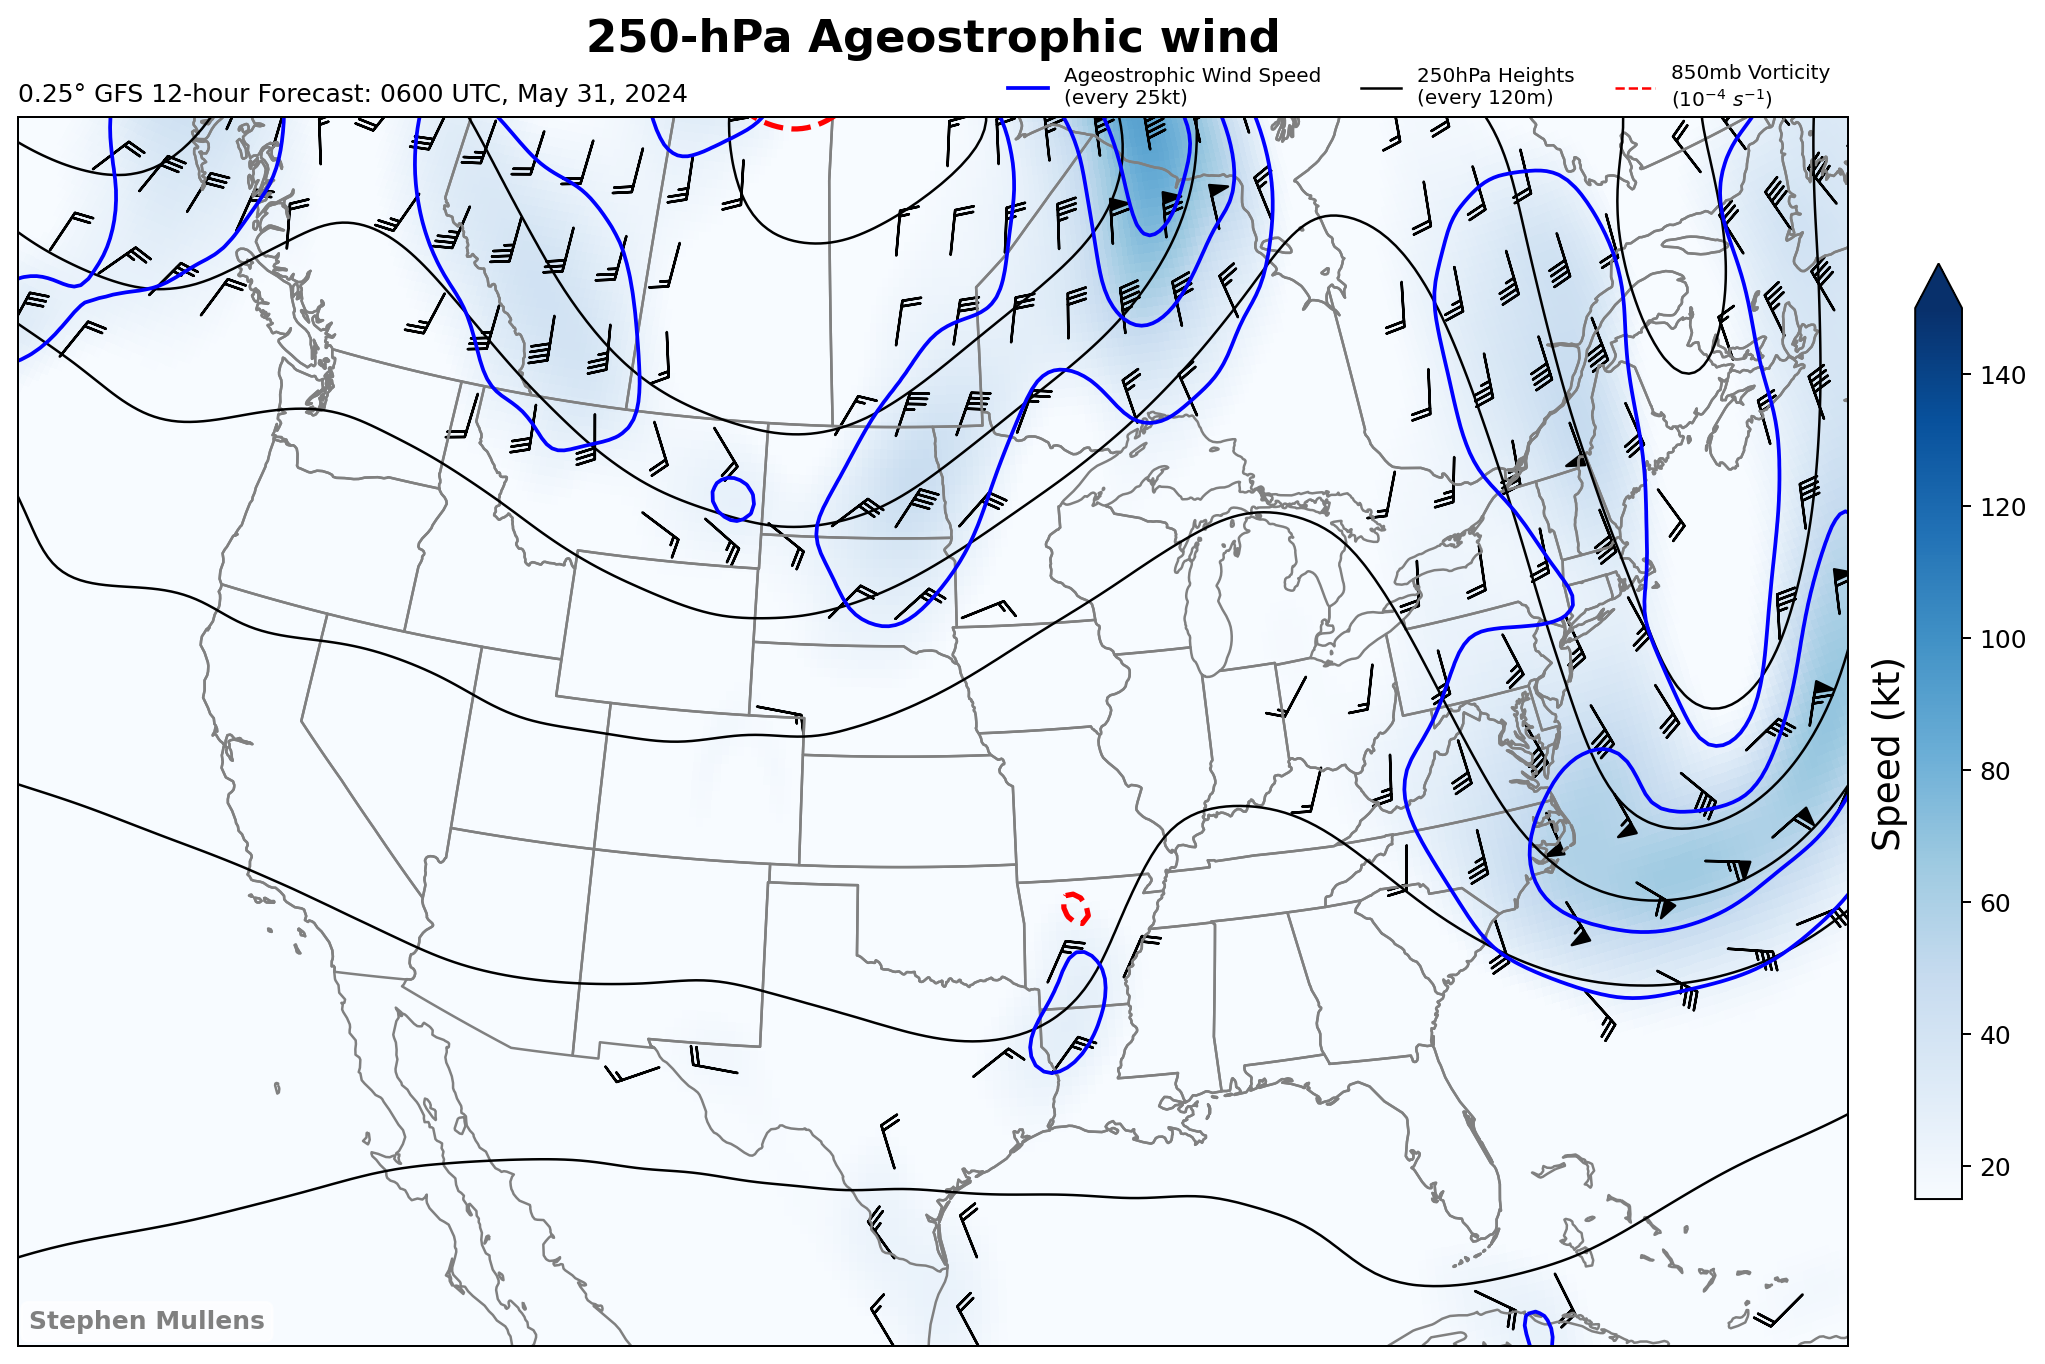 250-hPa Ageostrophic wind
0.25° GFS 12-hour Forecast: 0600 UTC, May 31, 2024
Ageostrophic Wind Speed
(every 25kt)
250hPa Heights
(every 120m)
850mb Vorticity
(10⁻⁴ s⁻¹)
140
120
100
80
60
40
20
Speed (kt)
Stephen Mullens